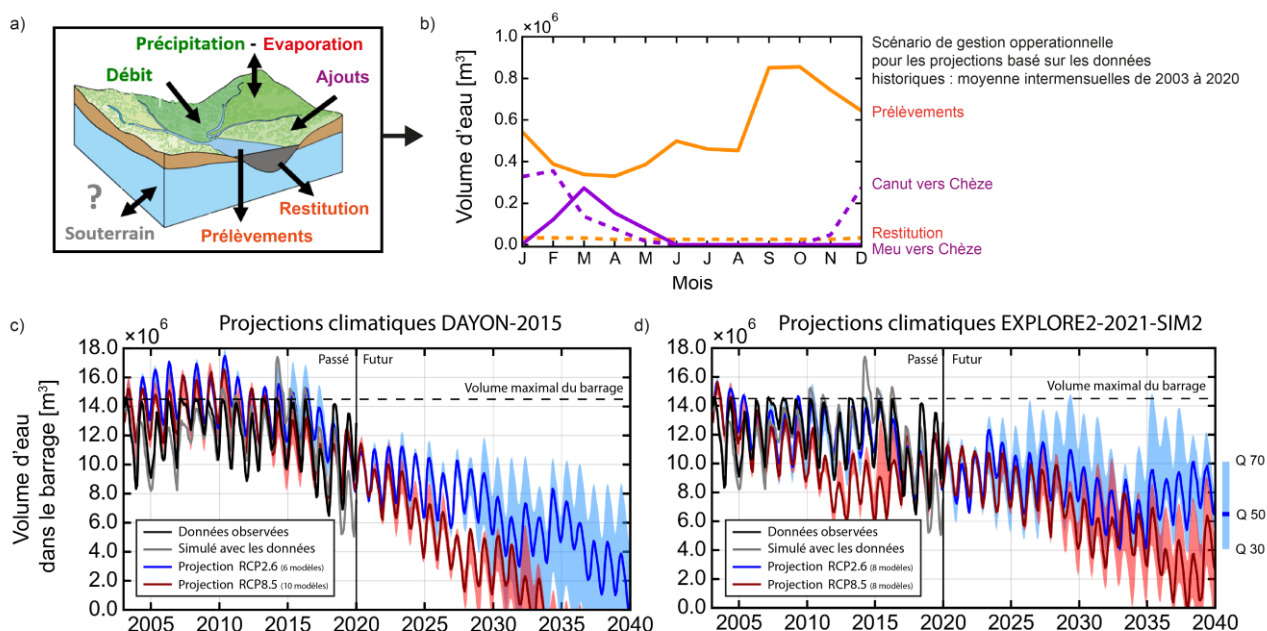 a)
Précipitation - Evaporation
Débit
Ajouts
?
Souterrain
Restitution
Prélèvements
b)
×10⁶
Volume d'eau [m³]
1.0
0.8
0.6
0.4
0.2
0.0
J F M A M J J A S O N D
Mois
Scénario de gestion opperationnelle
pour les projections basé sur les données
historiques : moyenne intermensuelles de 2003 à 2020
Prélèvements
Canut vers Chèze
Restitution
Meu vers Chèze
c)
×10⁶
Projections climatiques DAYON-2015
Volume d'eau
dans le barrage [m³]
18.0
16.0
14.0
12.0
10.0
8.0
6.0
4.0
2.0
0.0
Passé
Futur
Volume maximal du barrage
Données observées
Simulé avec les données
Projection RCP2.6 (6 modèles)
Projection RCP8.5 (10 modèles)
2005 2010 2015 2020 2025 2030 2035 2040
d)
×10⁶
Projections climatiques EXPLORE2-2021-SIM2
18.0
16.0
14.0
12.0
10.0
8.0
6.0
4.0
2.0
0.0
Passé
Futur
Volume maximal du barrage
Données observées
Simulé avec les données
Projection RCP2.6 (8 modèles)
Projection RCP8.5 (8 modèles)
2005 2010 2015 2020 2025 2030 2035 2040
Q 70
Q 50
Q 30